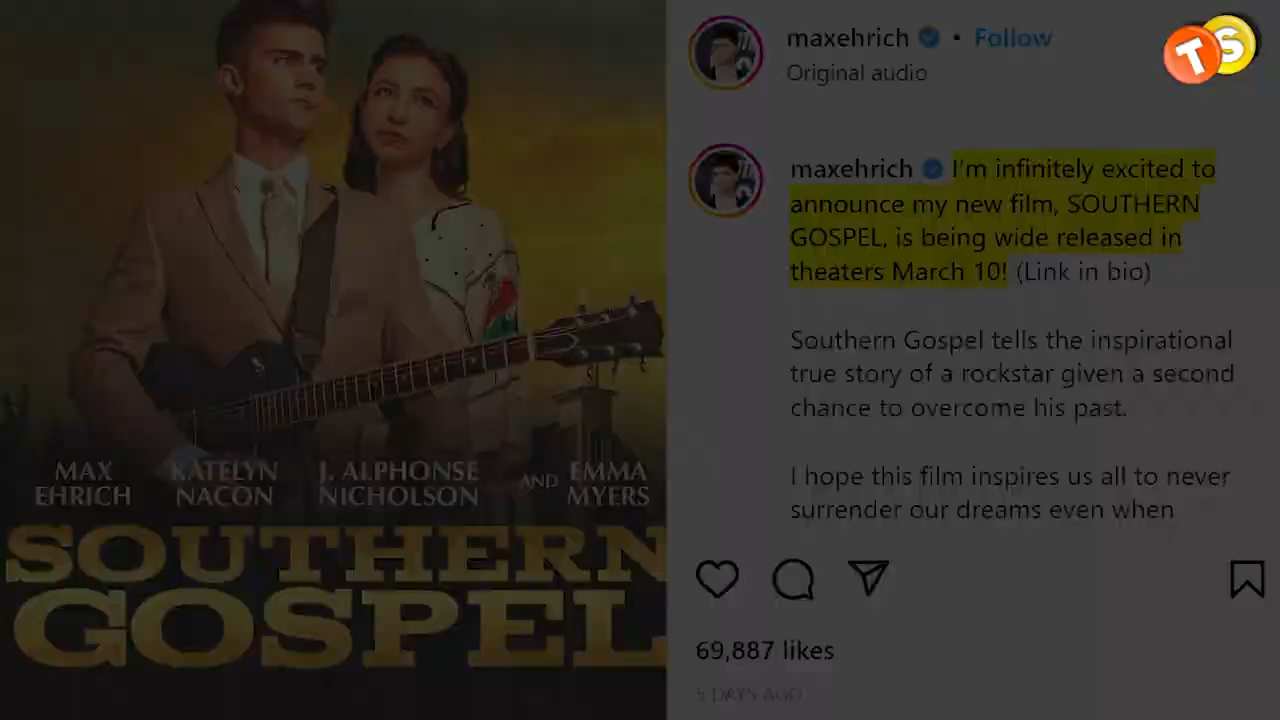 MAX
EHRICH
KATELYN
NACON
J. ALPHONSE
NICHOLSON
AND
EMMA
MYERS
SOUTHERN
GOSPEL
maxehrich • Follow
Original audio
maxehrich I'm infinitely excited to
announce my new film, SOUTHERN
GOSPEL, is being wide released in
theaters March 10! (Link in bio)
Southern Gospel tells the inspirational
true story of a rockstar given a second
chance to overcome his past.
I hope this film inspires us all to never
surrender our dreams even when
69,887 likes
5 DAYS AGO
TS